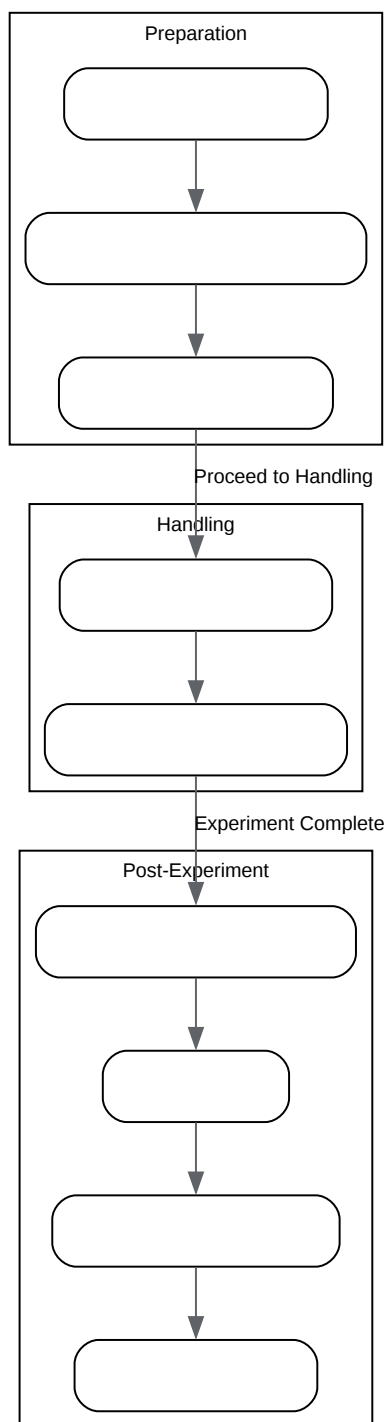 Preparation
Proceed to Handling
Handling
Experiment Complete
Post-Experiment